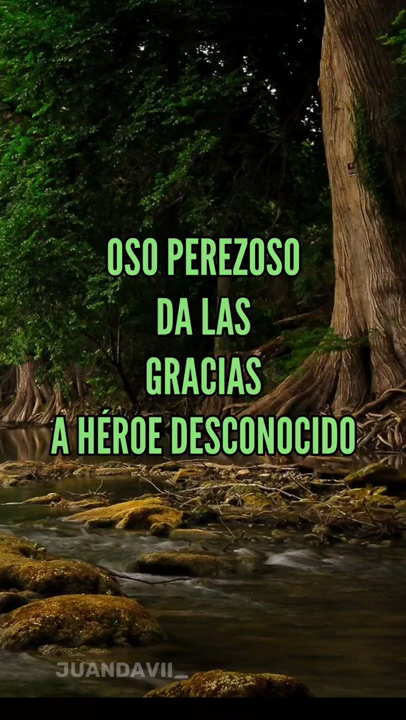 OSO PEREZOSO
DA LAS
GRACIAS
A HÉROE DESCONOCIDO
JUANDAVII_